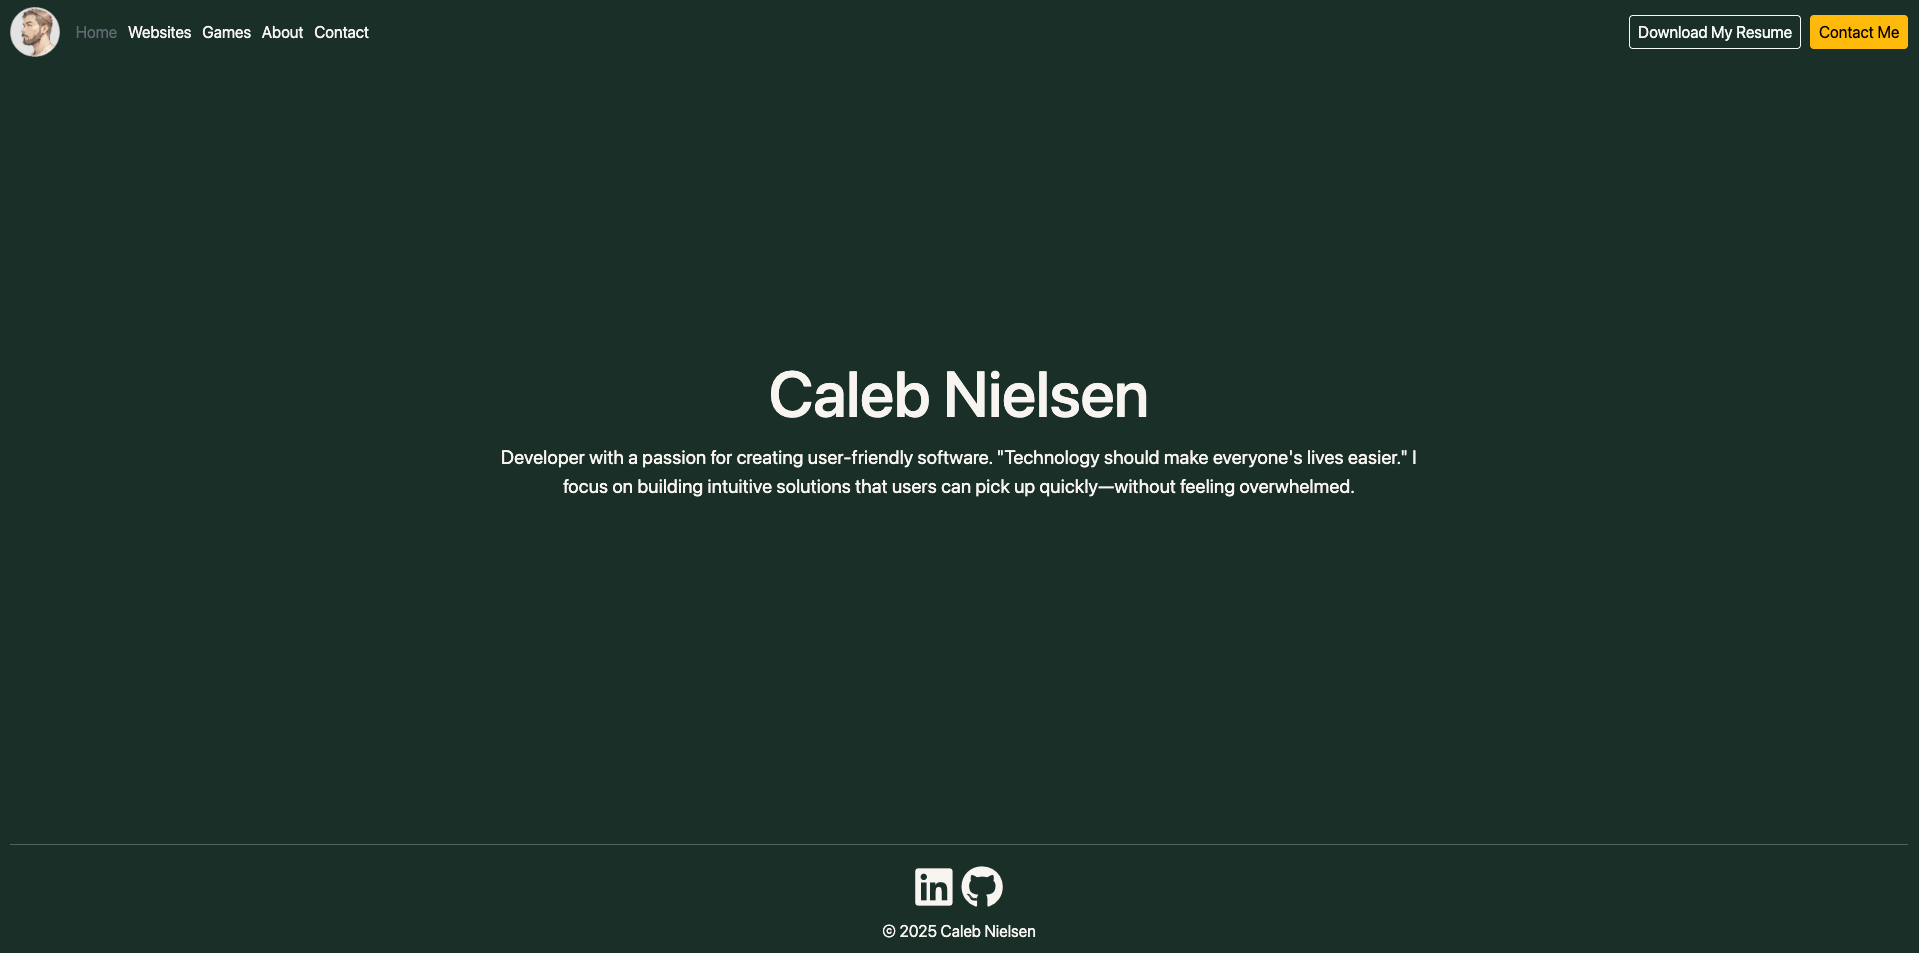 Home Websites Games About Contact
Download My Resume Contact Me
Caleb Nielsen
Developer with a passion for creating user-friendly software. "Technology should make everyone's lives easier." I
focus on building intuitive solutions that users can pick up quickly—without feeling overwhelmed.
in
© 2025 Caleb Nielsen